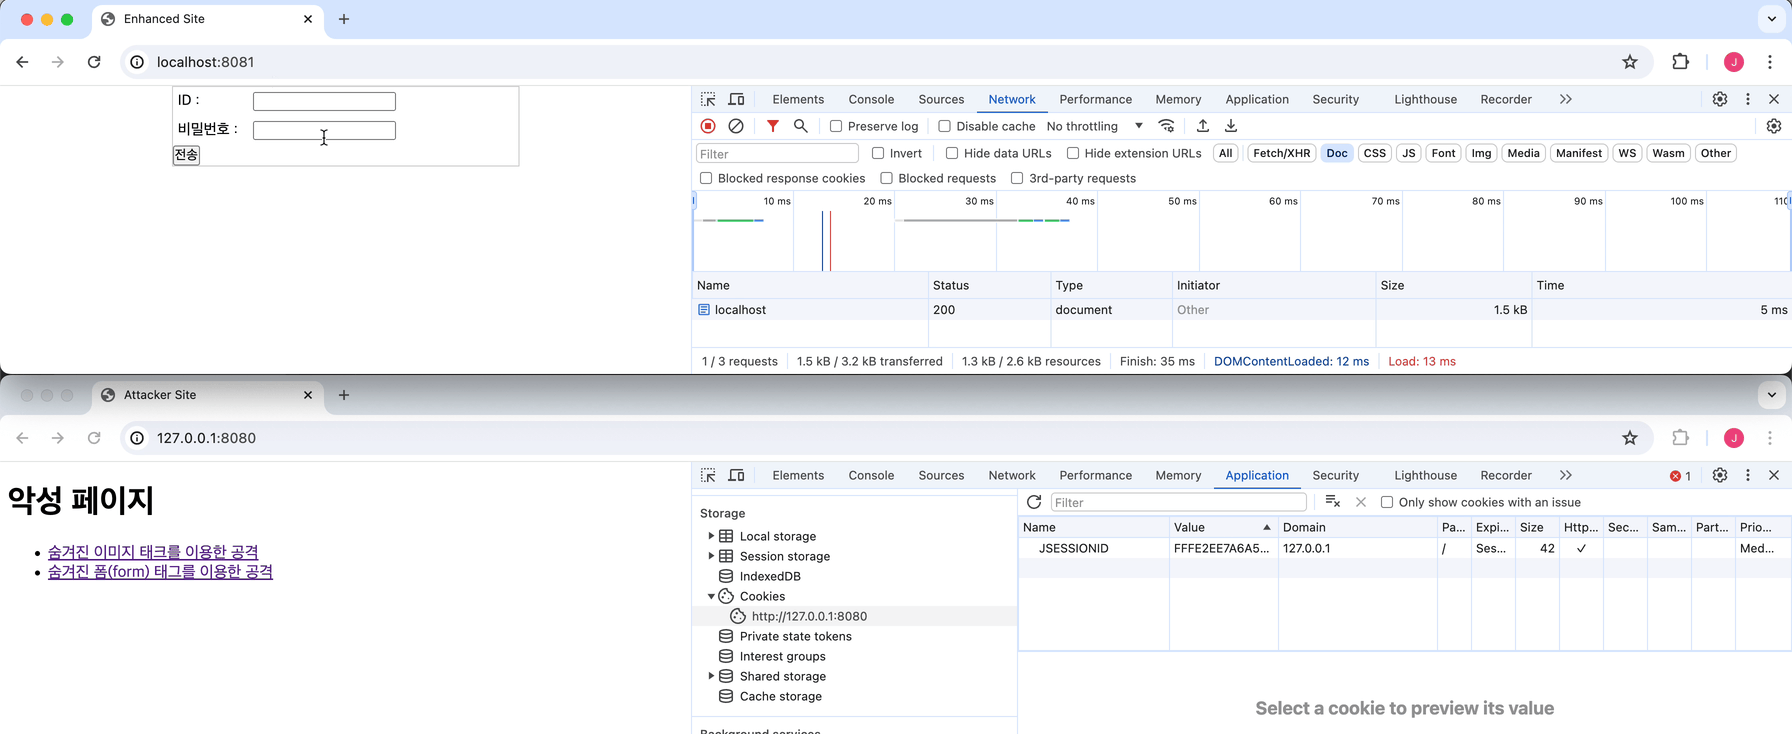 Enhanced Site
localhost:8081
ID :
비밀번호 :
전송
Elements Console Sources Network Performance Memory Application Security Lighthouse Recorder
Preserve log Disable cache No throttling
Filter Invert Hide data URLs Hide extension URLs All Fetch/XHR Doc CSS JS Font Img Media Manifest WS Wasm Other
Blocked response cookies Blocked requests 3rd-party requests
10 ms 20 ms 30 ms 40 ms 50 ms 60 ms 70 ms 80 ms 90 ms 100 ms 110
Name Status Type Initiator Size Time
localhost 200 document Other 1.5 kB 5 ms
1 / 3 requests 1.5 kB / 3.2 kB transferred 1.3 kB / 2.6 kB resources Finish: 35 ms DOMContentLoaded: 12 ms Load: 13 ms
Attacker Site
127.0.0.1:8080
악성 페이지
숨겨진 이미지 태크를 이용한 공격
숨겨진 폼(form) 태그를 이용한 공격
Elements Console Sources Network Performance Memory Application Security Lighthouse Recorder 1
Storage
Local storage
Session storage
IndexedDB
Cookies
http://127.0.0.1:8080
Private state tokens
Interest groups
Shared storage
Cache storage
Background services
Filter Only show cookies with an issue
Name Value Domain Pa... Expi... Size Http... Sec... Sam... Part... Prio...
JSESSIONID FFFE2EE7A6A5... 127.0.0.1 / Ses... 42 ✓ Med...
Select a cookie to preview its value
J
J